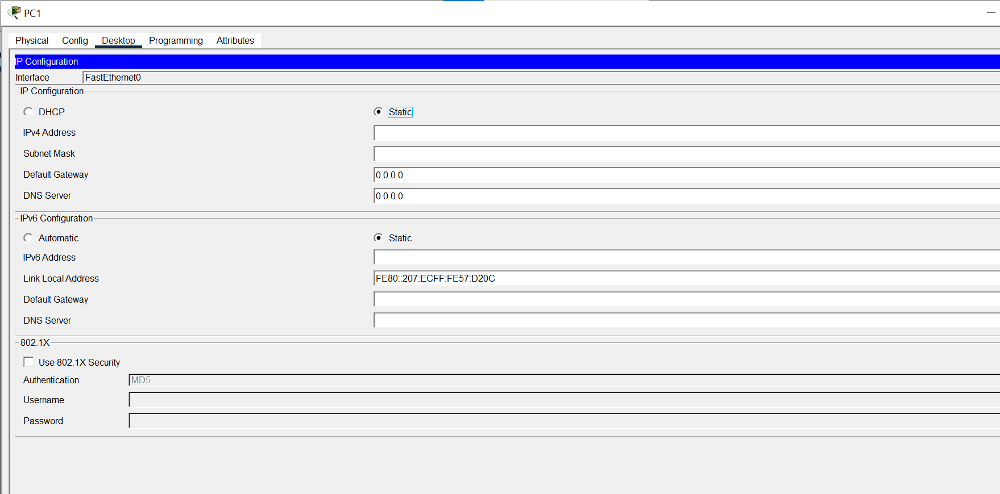 PC1
Physical Config Desktop Programming Attributes
IP Configuration
Interface FastEthernet0
IP Configuration
DHCP Static
IPv4 Address
Subnet Mask
Default Gateway 0.0.0.0
DNS Server 0.0.0.0
IPv6 Configuration
Automatic Static
IPv6 Address
Link Local Address FE80::207:ECFF:FE57:D20C
Default Gateway
DNS Server
802.1X
Use 802.1X Security
Authentication MD5
Username
Password